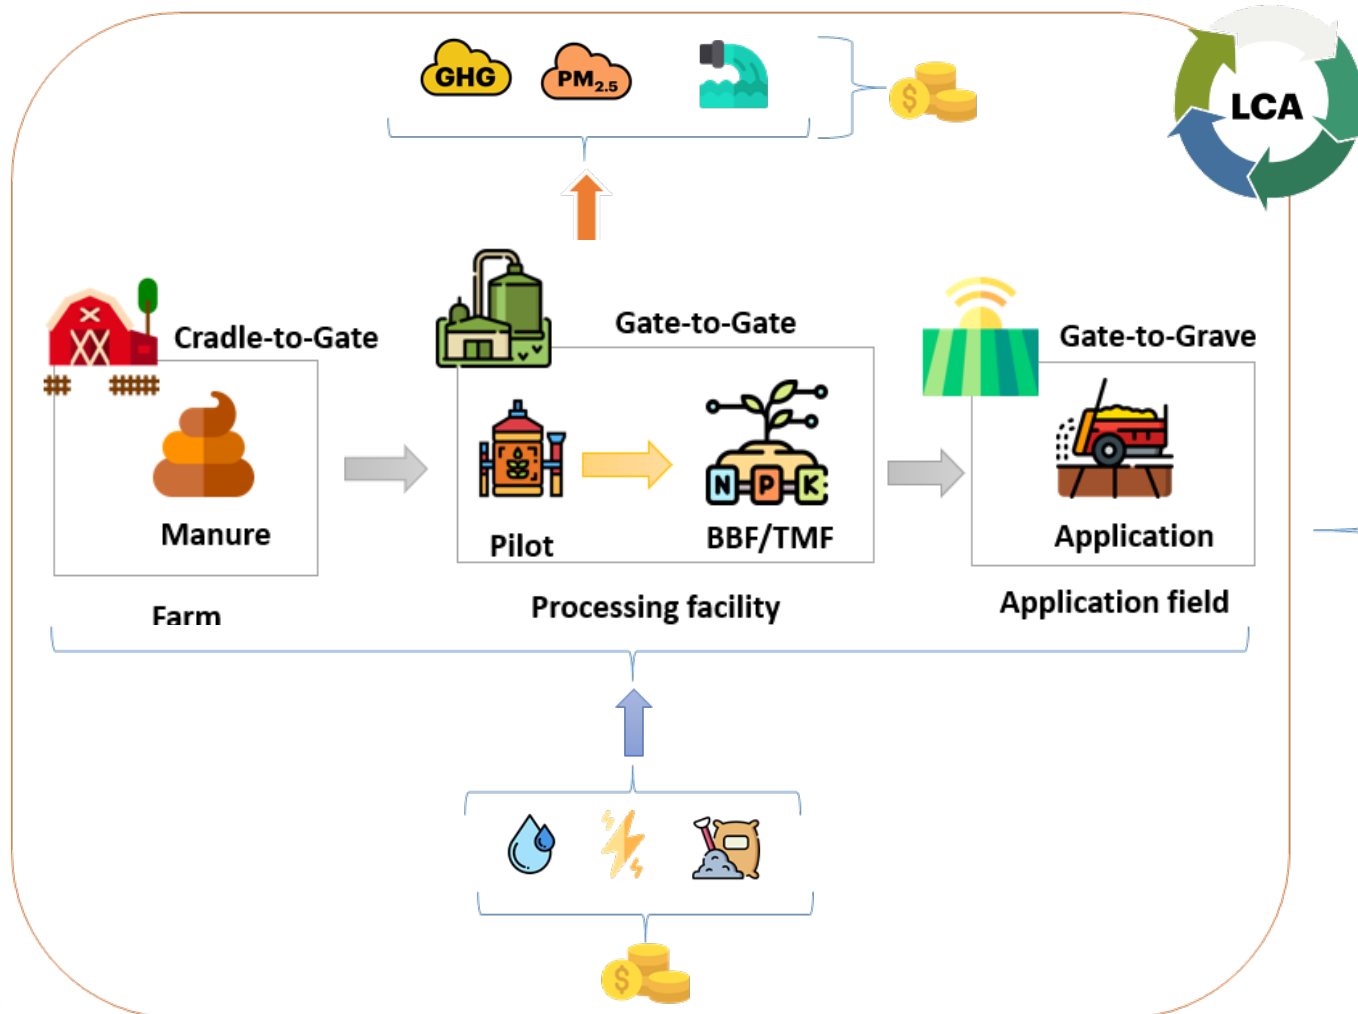 GHG
PM2.5
$
LCA
Cradle-to-Gate
Gate-to-Gate
Gate-to-Grave
N P K
Manure
Pilot
BBF/TMF
Application
Farm
Processing facility
Application field
$